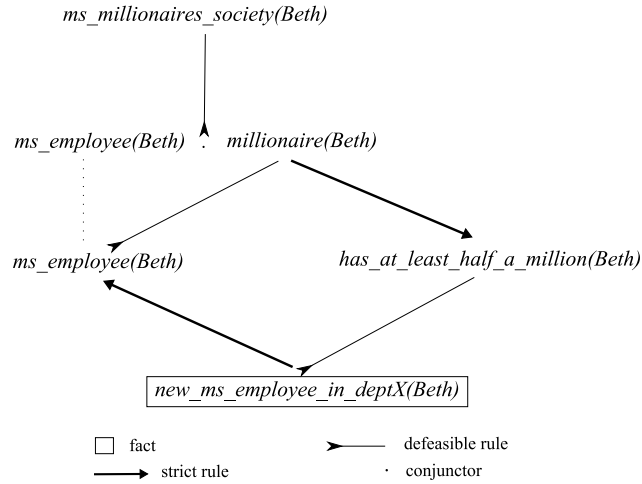 ms_millionaires_society(Beth)
ms_employee(Beth) . millionaire(Beth)
ms_employee(Beth) has_at_least_half_a_million(Beth)
new_ms_employee_in_deptX(Beth)
fact defeasible rule
strict rule . conjunctor